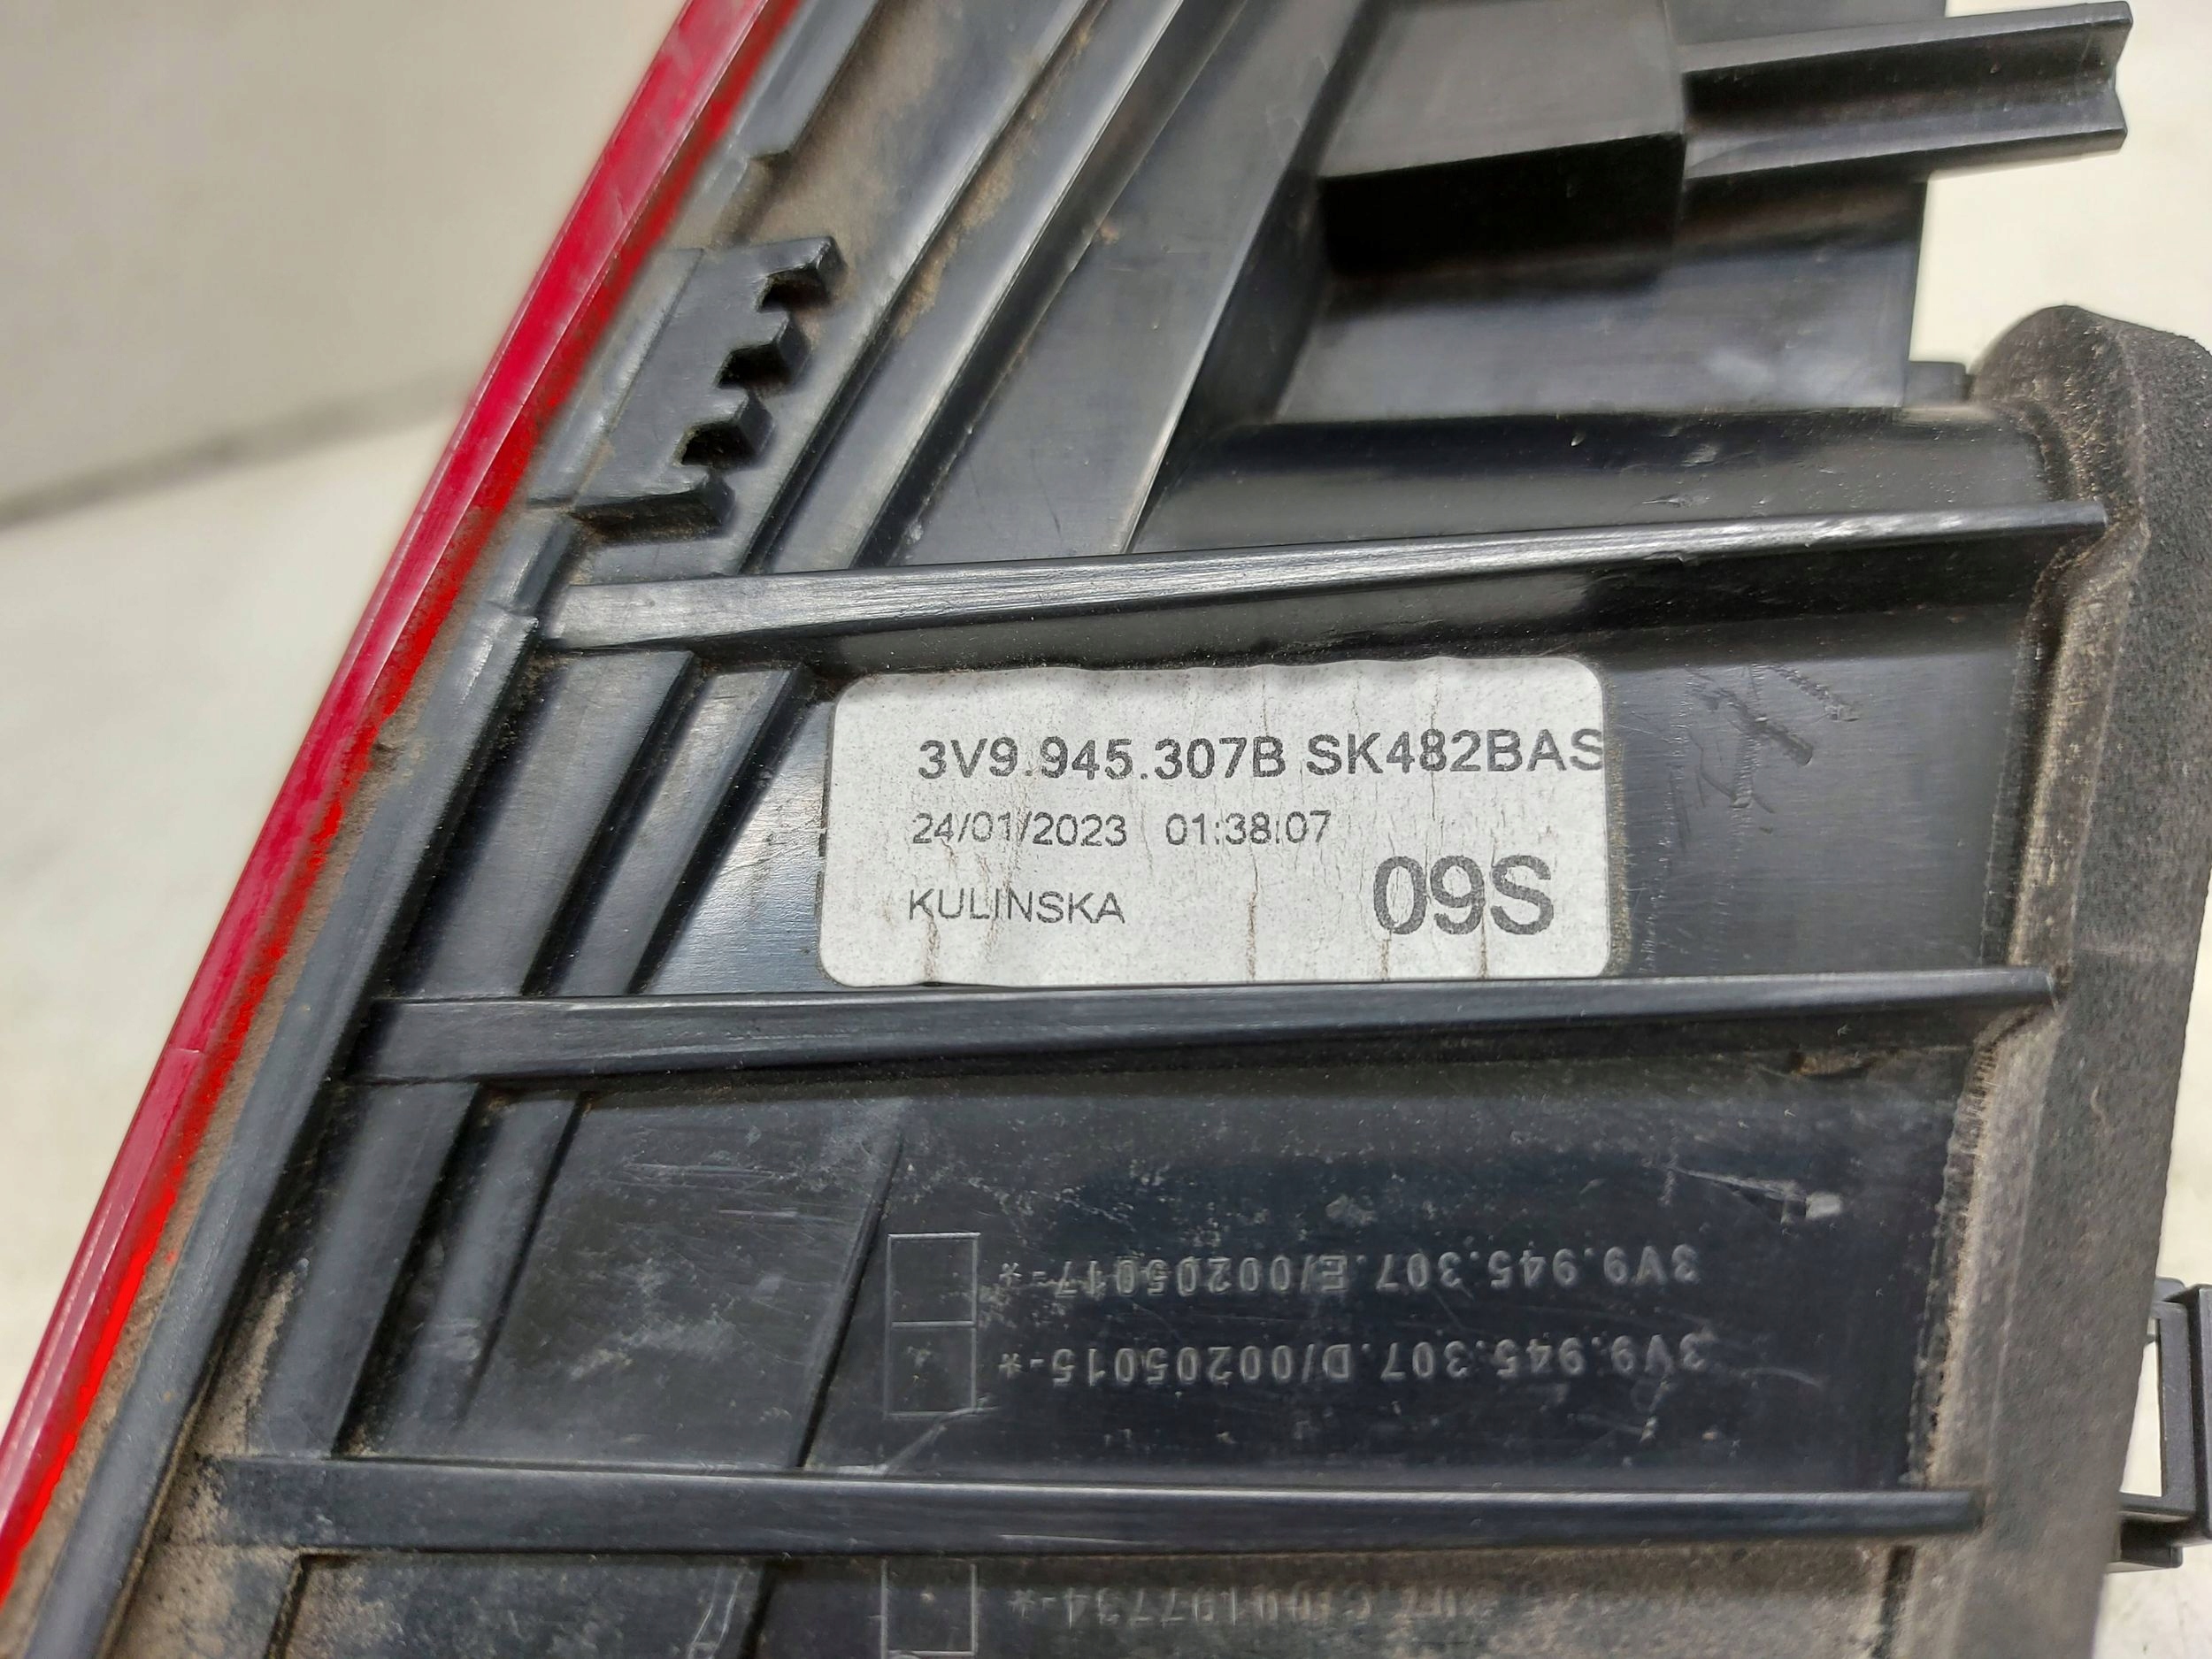 3V9.945.307B SK482BAS
24/01/2023 01:38:07
KULINSKA 09S
3V9.945.307.E/00205017-*
3V9.945.307.D/00205015-*